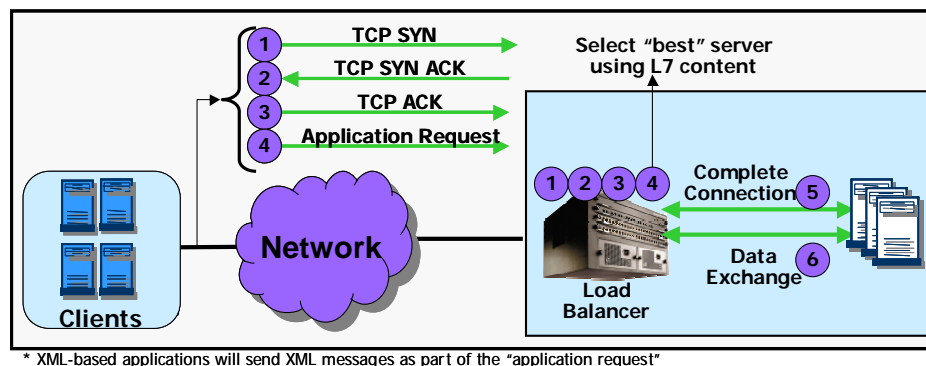 1 TCP SYN
2 TCP SYN ACK
3 TCP ACK
4 Application Request
Select “best” server
using L7 content
Clients
Network
1 2 3 4
Load
Balancer
Complete
Connection 5
Data
Exchange 6
* XML-based applications will send XML messages as part of the “application request”